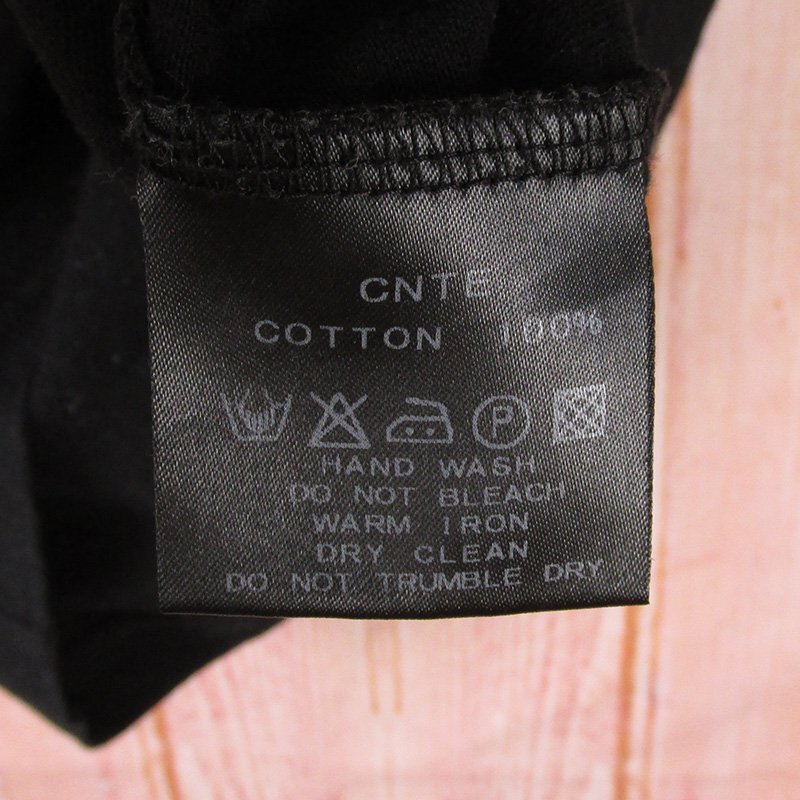 CNTE
COTTON 100%
P
HAND WASH
DO NOT BLEACH
WARM IRON
DRY CLEAN
DO NOT TRUMBLE DRY